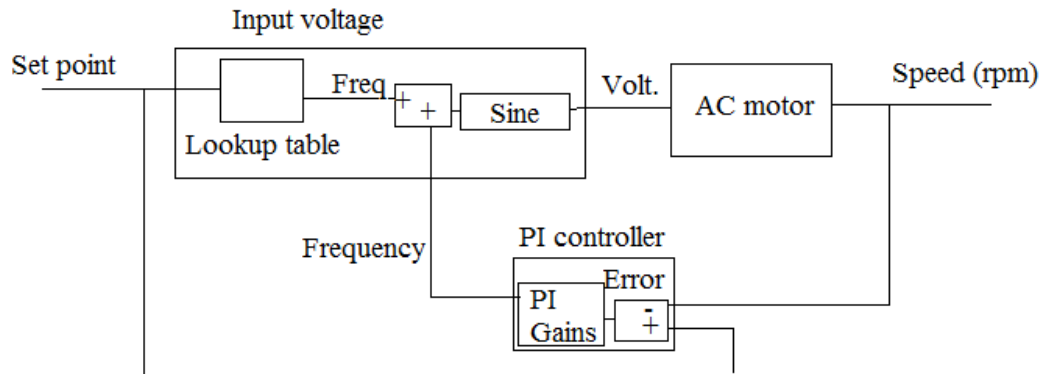 Input voltage
Set point
Speed (rpm)
Freq
Volt.
+
+
Sine
AC motor
Lookup table
Frequency
PI controller
Error
PI
Gains
-
+